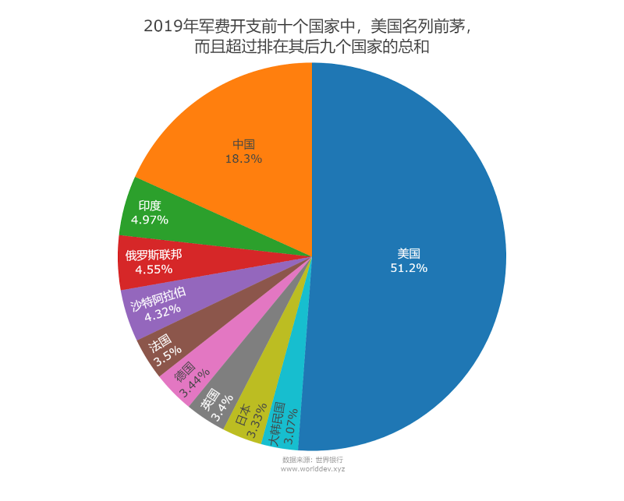 2019年军费开支前十个国家中，美国名列前茅，
而且超过排在其后九个国家的总和
中国
18.3%
印度
4.97%
俄罗斯联邦
4.55%
沙特阿拉伯
4.32%
法国
3.5%
德国
3.44%
英国
3.4%
日本
3.33%
大韩民国
3.07%
美国
51.2%
数据来源：世界银行
www.worlddev.xyz